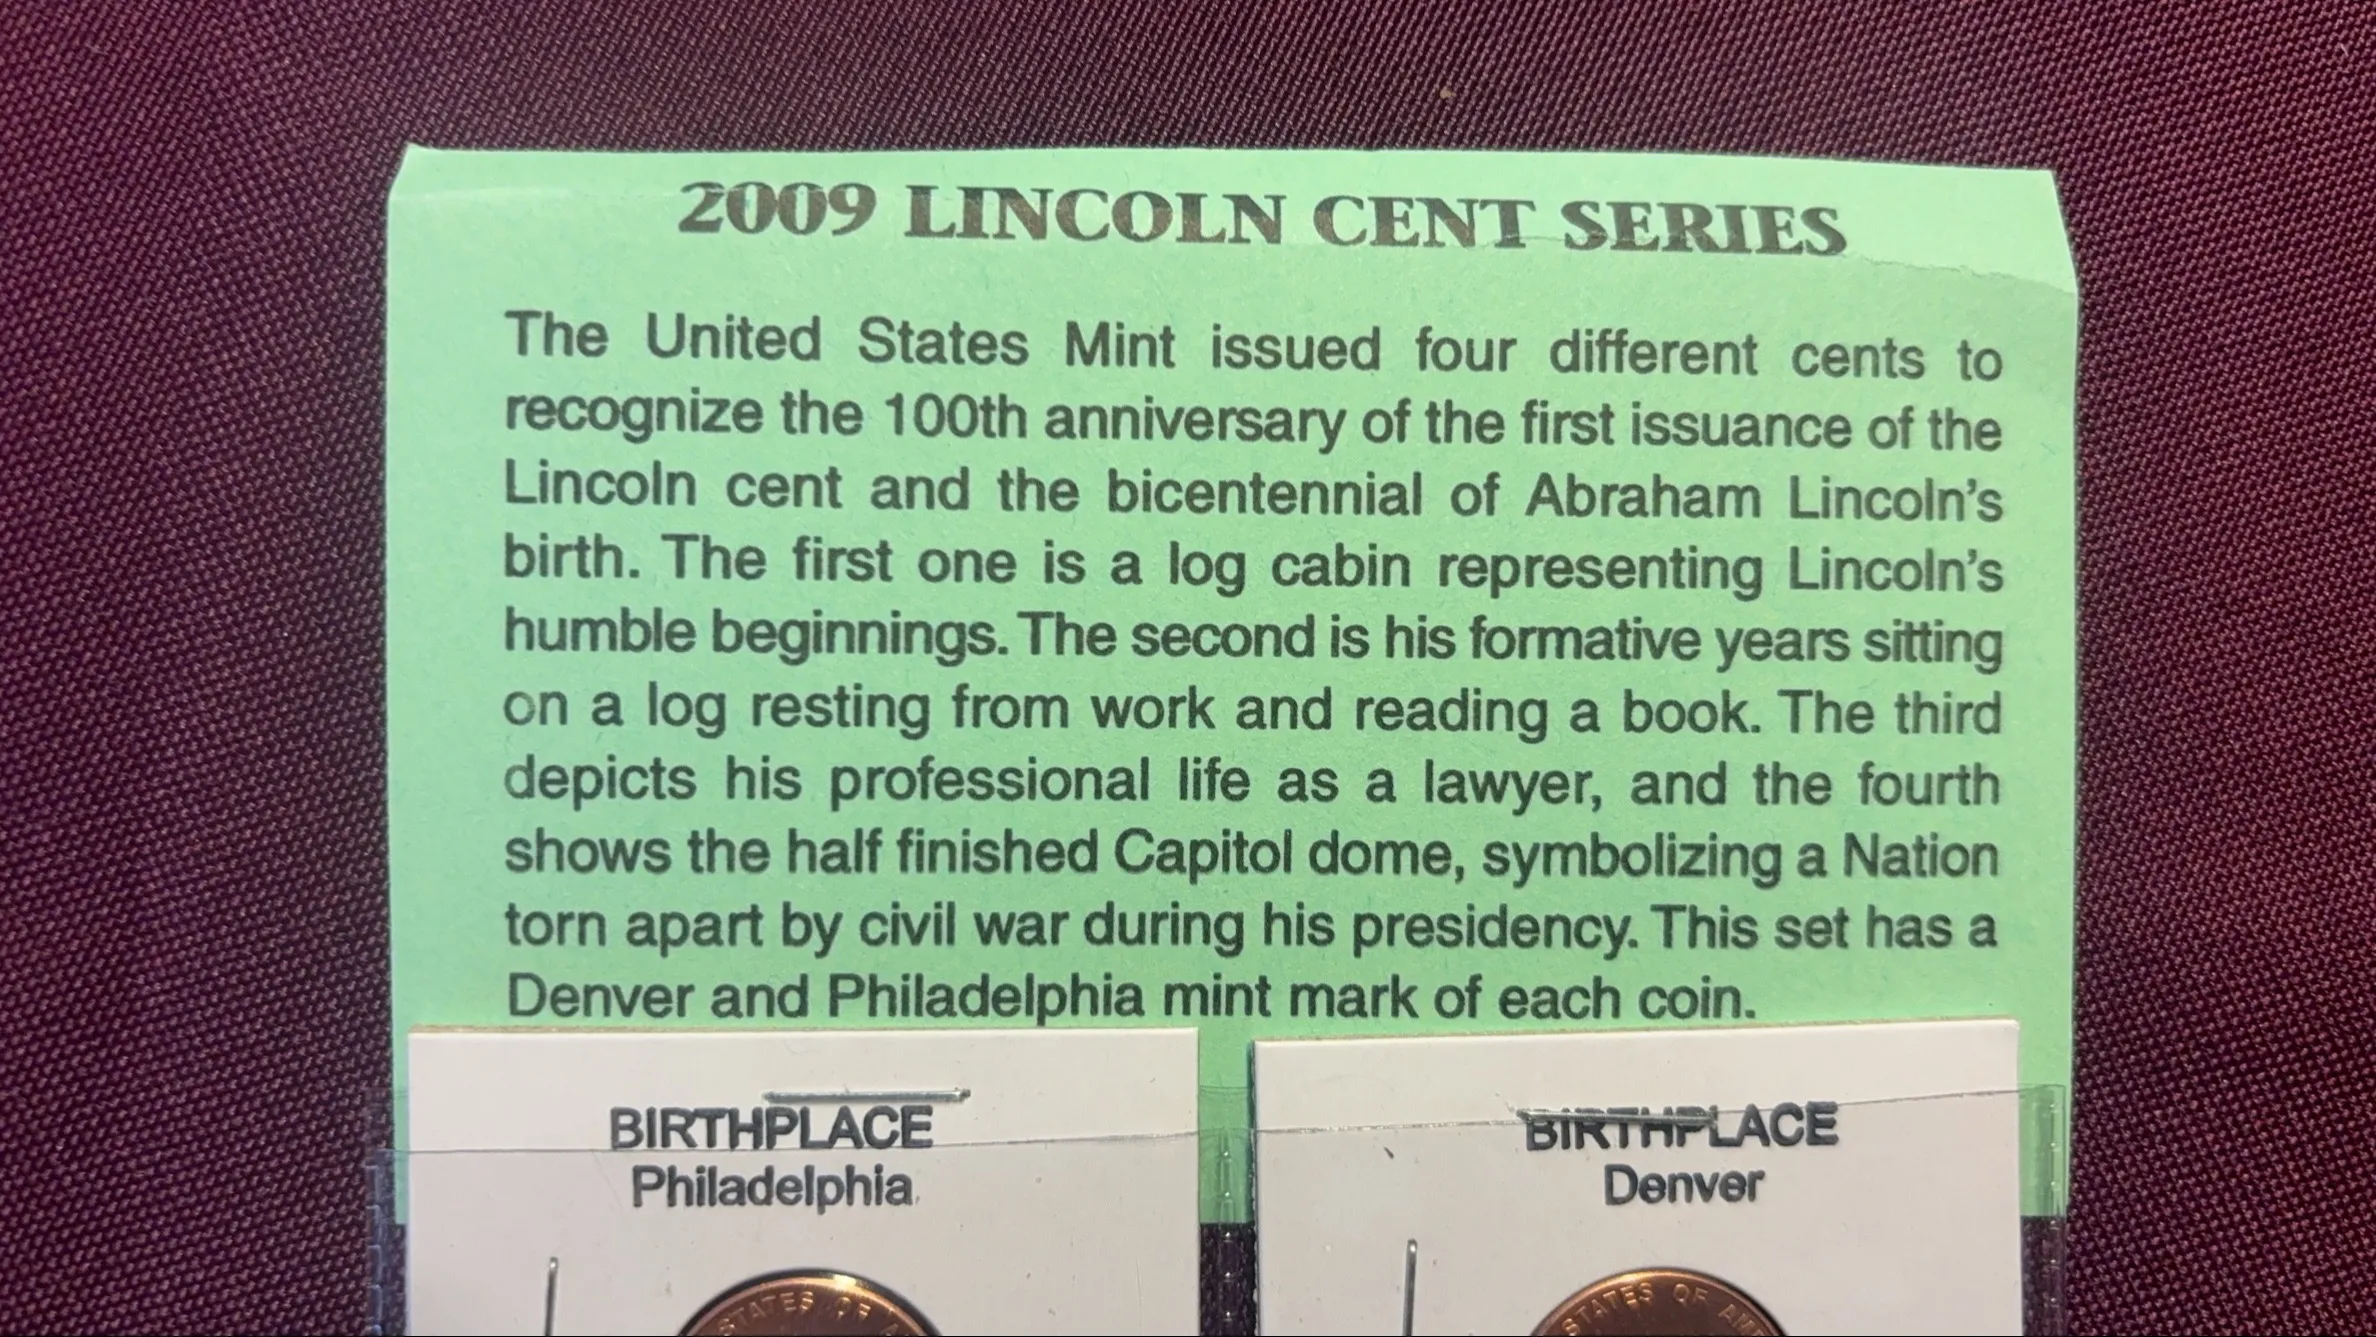 2009 LINCOLN CENT SERIES
The United States Mint issued four different cents to
recognize the 100th anniversary of the first issuance of the
Lincoln cent and the bicentennial of Abraham Lincoln's
birth. The first one is a log cabin representing Lincoln's
humble beginnings. The second is his formative years sitting
on a log resting from work and reading a book. The third
depicts his professional life as a lawyer, and the fourth
shows the half finished Capitol dome, symbolizing a Nation
torn apart by civil war during his presidency. This set has a
Denver and Philadelphia mint mark of each coin.
BIRTHPLACE
Philadelphia
STATES OF A
BIRTHPLACE
Denver
STATES OF AME